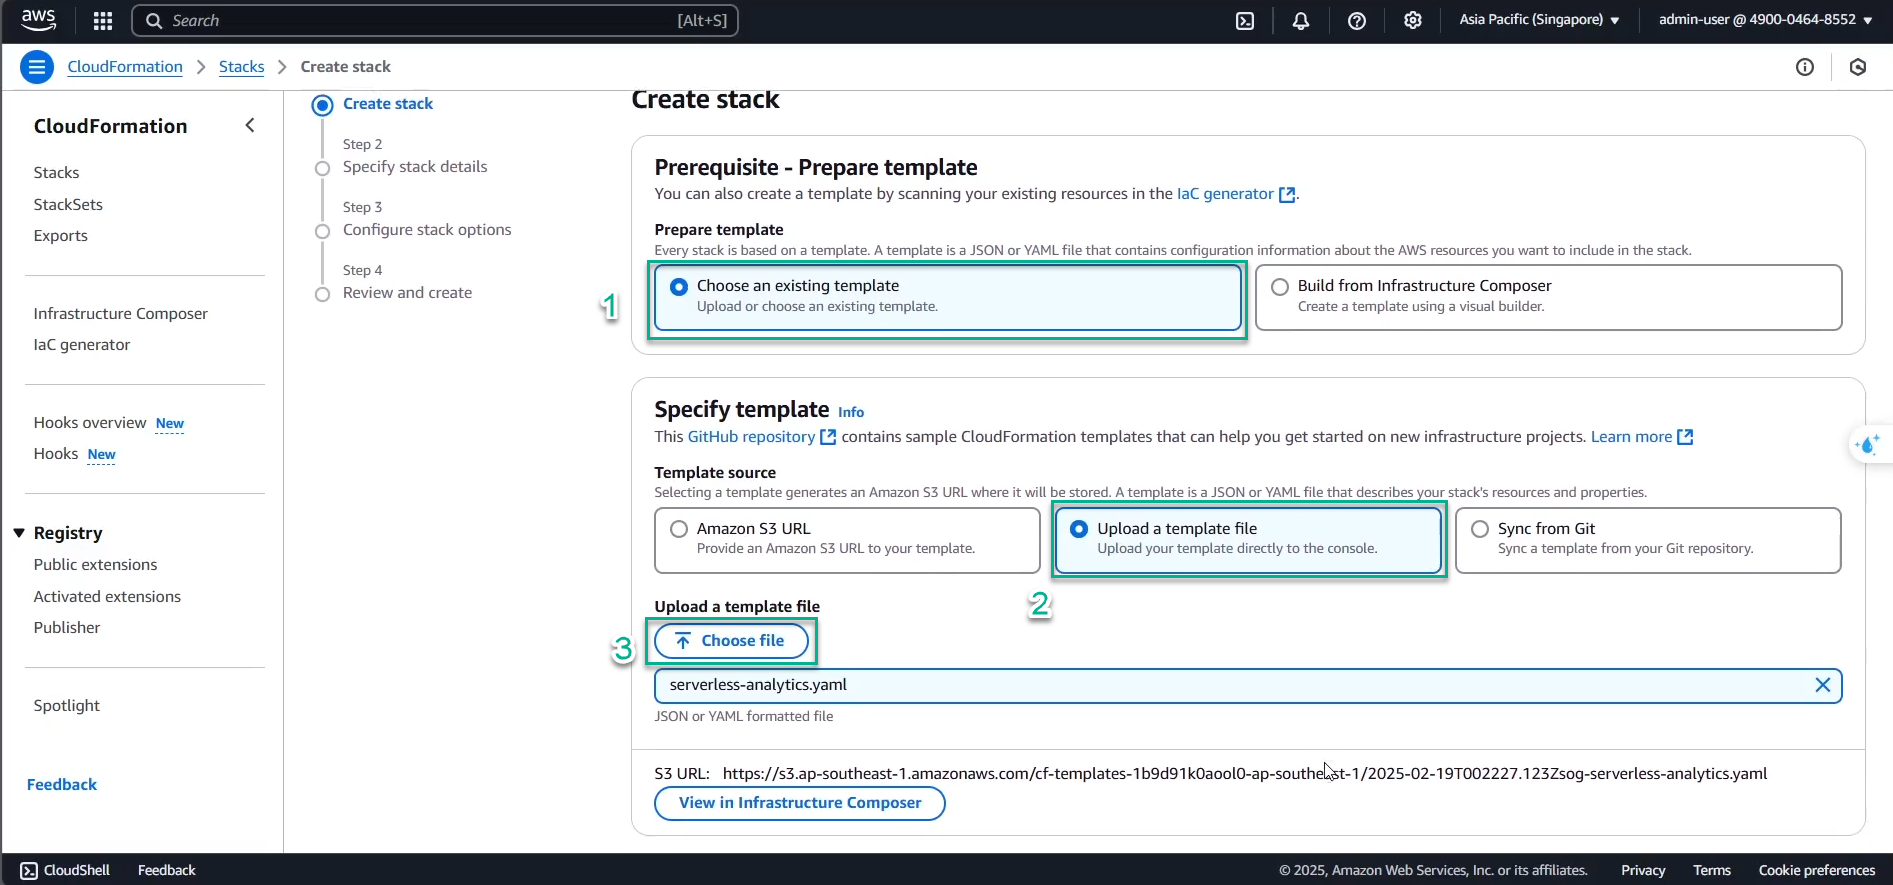 aws
Search
[Alt+S]
Asia Pacific (Singapore)
admin-user @ 4900-0464-8552
CloudFormation
Stacks
Create stack
CloudFormation
Stacks
StackSets
Exports
Infrastructure Composer
IaC generator
Hooks overview New
Hooks New
Registry
Public extensions
Activated extensions
Publisher
Spotlight
Feedback
Create stack
Step 2
Specify stack details
Step 3
Configure stack options
Step 4
Review and create
Create stack
Prerequisite - Prepare template
You can also create a template by scanning your existing resources in the IaC generator.
Prepare template
Every stack is based on a template. A template is a JSON or YAML file that contains configuration information about the AWS resources you want to include in the stack.
1
Choose an existing template
Upload or choose an existing template.
Build from Infrastructure Composer
Create a template using a visual builder.
Specify template Info
This GitHub repository contains sample CloudFormation templates that can help you get started on new infrastructure projects. Learn more
Template source
Selecting a template generates an Amazon S3 URL where it will be stored. A template is a JSON or YAML file that describes your stack's resources and properties.
Amazon S3 URL
Provide an Amazon S3 URL to your template.
Upload a template file
Upload your template directly to the console.
Sync from Git
Sync a template from your Git repository.
2
Upload a template file
3
Choose file
serverless-analytics.yaml
JSON or YAML formatted file
S3 URL: https://s3.ap-southeast-1.amazonaws.com/cf-templates-1b9d91k0aool0-ap-southeast-1/2025-02-19T002227.123Zsog-serverless-analytics.yaml
View in Infrastructure Composer
CloudShell
Feedback
© 2025, Amazon Web Services, Inc. or its affiliates.
Privacy
Terms
Cookie preferences